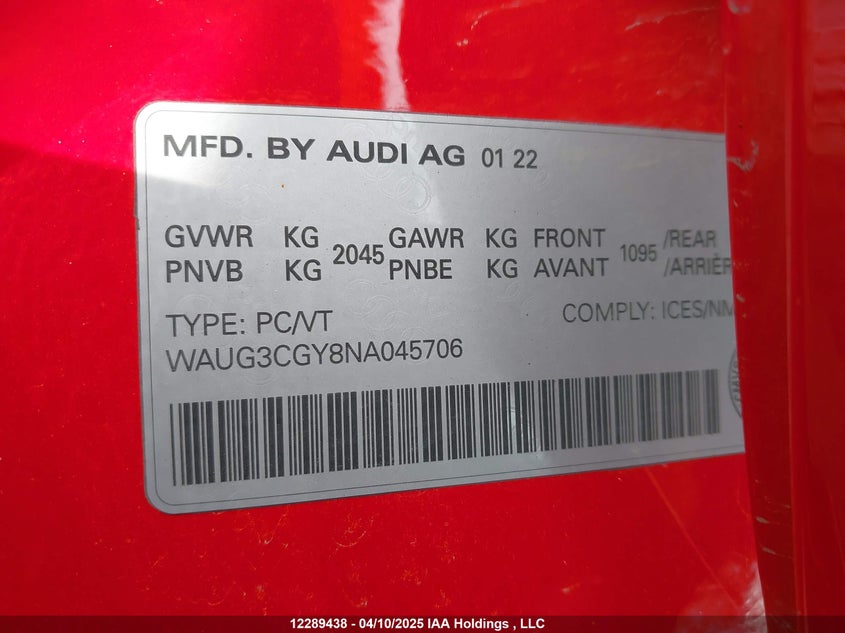 MFD. BY AUDI AG 01 22
GVWR KG 2045 GAWR KG FRONT 1095 /REAR
PNVB KG PNBE KG AVANT /ARRIÈR
TYPE: PC/VT COMPLY: ICES/NM
WAUG3CGY8NA045706
12289438 - 04/10/2025 IAA Holdings , LLC